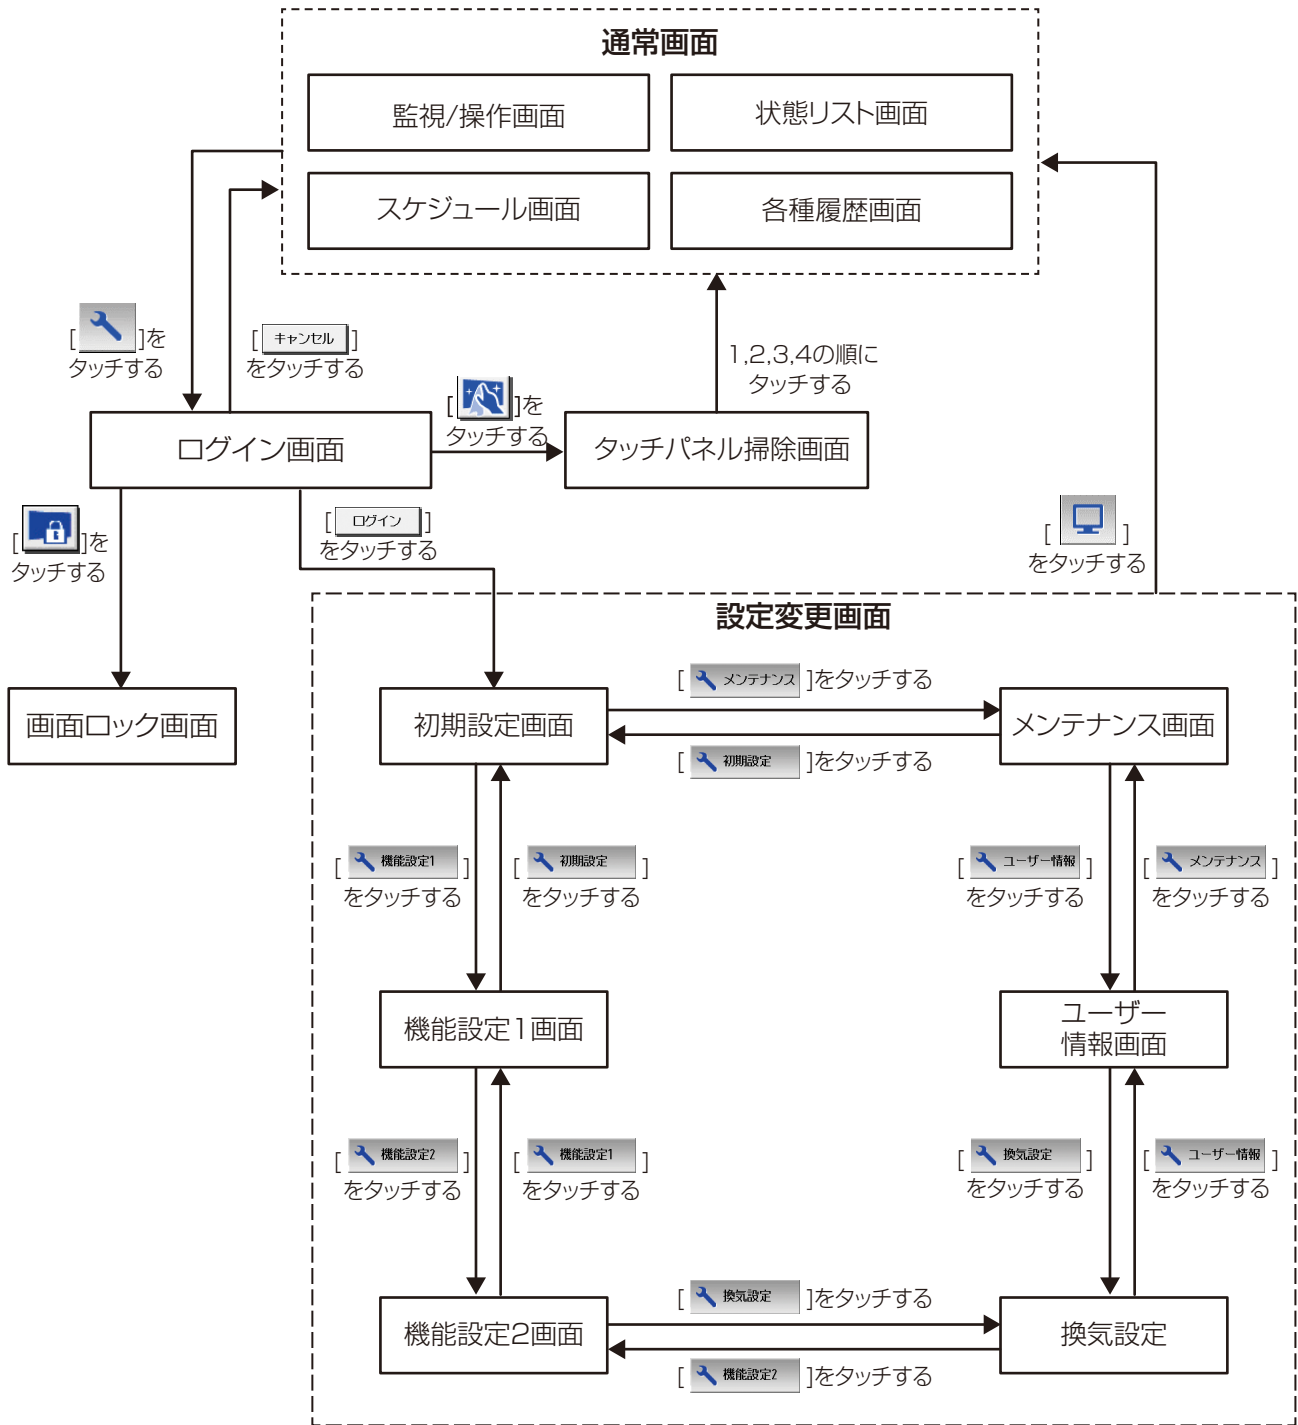 通常画面
監視/操作画面
状態リスト画面
スケジュール画面
各種履歴画面
[ ]を
タッチする
[ キャンセル ]
をタッチする
1,2,3,4の順に
タッチする
[ ]を
タッチする
ログイン画面
タッチパネル掃除画面
[ ]を
タッチする
[ ログイン ]
をタッチする
[ ]
をタッチする
設定変更画面
画面ロック画面
初期設定画面
[ メンテナンス ]をタッチする
[ 初期設定 ]をタッチする
メンテナンス画面
[ 機能設定1 ]
をタッチする
[ 初期設定 ]
をタッチする
[ ユーザー情報 ]
をタッチする
[ メンテナンス ]
をタッチする
機能設定1画面
ユーザー
情報画面
[ 機能設定2 ]
をタッチする
[ 機能設定1 ]
をタッチする
[ 換気設定 ]
をタッチする
[ ユーザー情報 ]
をタッチする
機能設定2画面
[ 換気設定 ]をタッチする
[ 機能設定2 ]をタッチする
換気設定